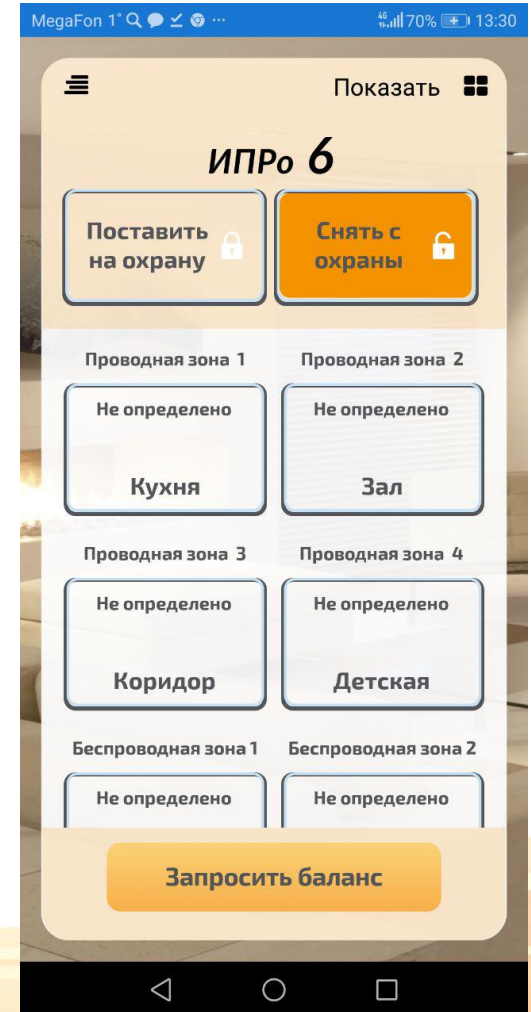 MegaFon 1° ... 4G 70% 13:30
Показать
ИПРо 6
Поставить на охрану
Снять с охраны
Проводная зона 1
Проводная зона 2
Не определено
Не определено
Кухня
Зал
Проводная зона 3
Проводная зона 4
Не определено
Не определено
Коридор
Детская
Беспроводная зона 1
Беспроводная зона 2
Не определено
Не определено
Запросить баланс